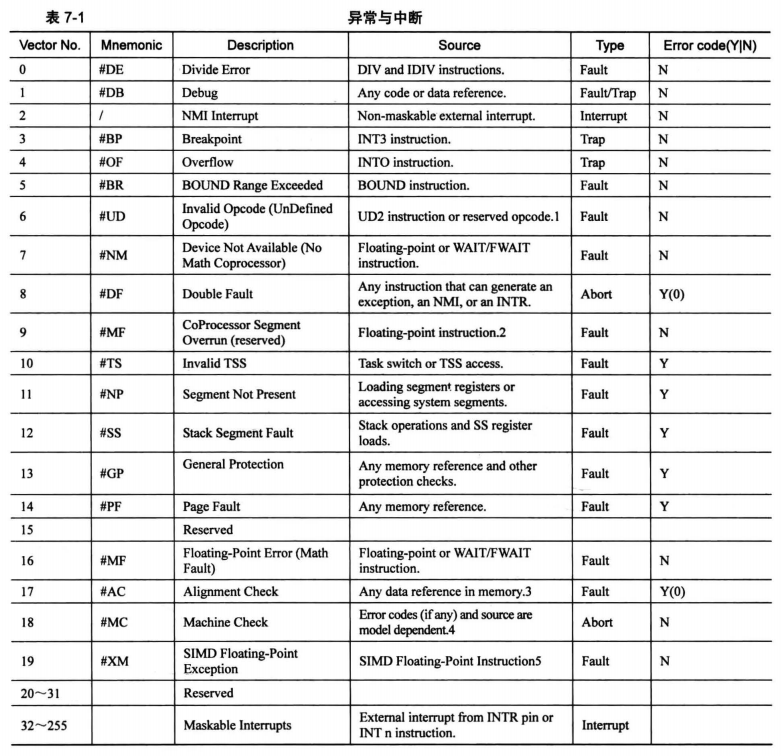 表 7-1 异常与中断
Vector No. Mnemonic Description Source Type Error code(Y|N)
0 #DE Divide Error DIV and IDIV instructions. Fault N
1 #DB Debug Any code or data reference. Fault/Trap N
2 / NMI Interrupt Non-maskable external interrupt. Interrupt N
3 #BP Breakpoint INT3 instruction. Trap N
4 #OF Overflow INTO instruction. Trap N
5 #BR BOUND Range Exceeded BOUND instruction. Fault N
6 #UD Invalid Opcode (UnDefined
Opcode) UD2 instruction or reserved opcode.1 Fault N
7 #NM Device Not Available (No
Math Coprocessor) Floating-point or WAIT/FWAIT
instruction. Fault N
8 #DF Double Fault Any instruction that can generate an
exception, an NMI, or an INTR. Abort Y(0)
9 #MF CoProcessor Segment
Overrun (reserved) Floating-point instruction.2 Fault N
10 #TS Invalid TSS Task switch or TSS access. Fault Y
11 #NP Segment Not Present Loading segment registers or
accessing system segments. Fault Y
12 #SS Stack Segment Fault Stack operations and SS register
loads. Fault Y
13 #GP General Protection Any memory reference and other
protection checks. Fault Y
14 #PF Page Fault Any memory reference. Fault Y
15 Reserved
16 #MF Floating-Point Error (Math
Fault) Floating-point or WAIT/FWAIT
instruction. Fault N
17 #AC Alignment Check Any data reference in memory.3 Fault Y(0)
18 #MC Machine Check Error codes (if any) and source are
model dependent.4 Abort N
19 #XM SIMD Floating-Point
Exception SIMD Floating-Point Instruction5 Fault N
20～31 Reserved
32～255 Maskable Interrupts External interrupt from INTR pin or
INT n instruction. Interrupt